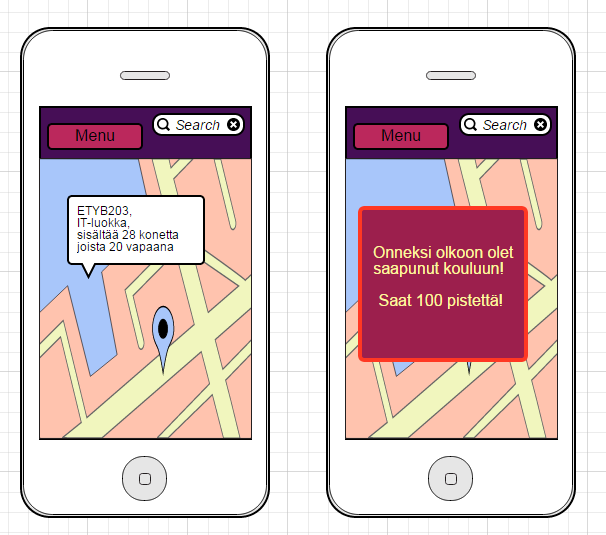 Menu
Search
ETYB203,
IT-luokka,
sisältää 28 konetta
joista 20 vapaana
Menu
Search
Onneksi olkoon olet
saapunut kouluun!
Saat 100 pistettä!